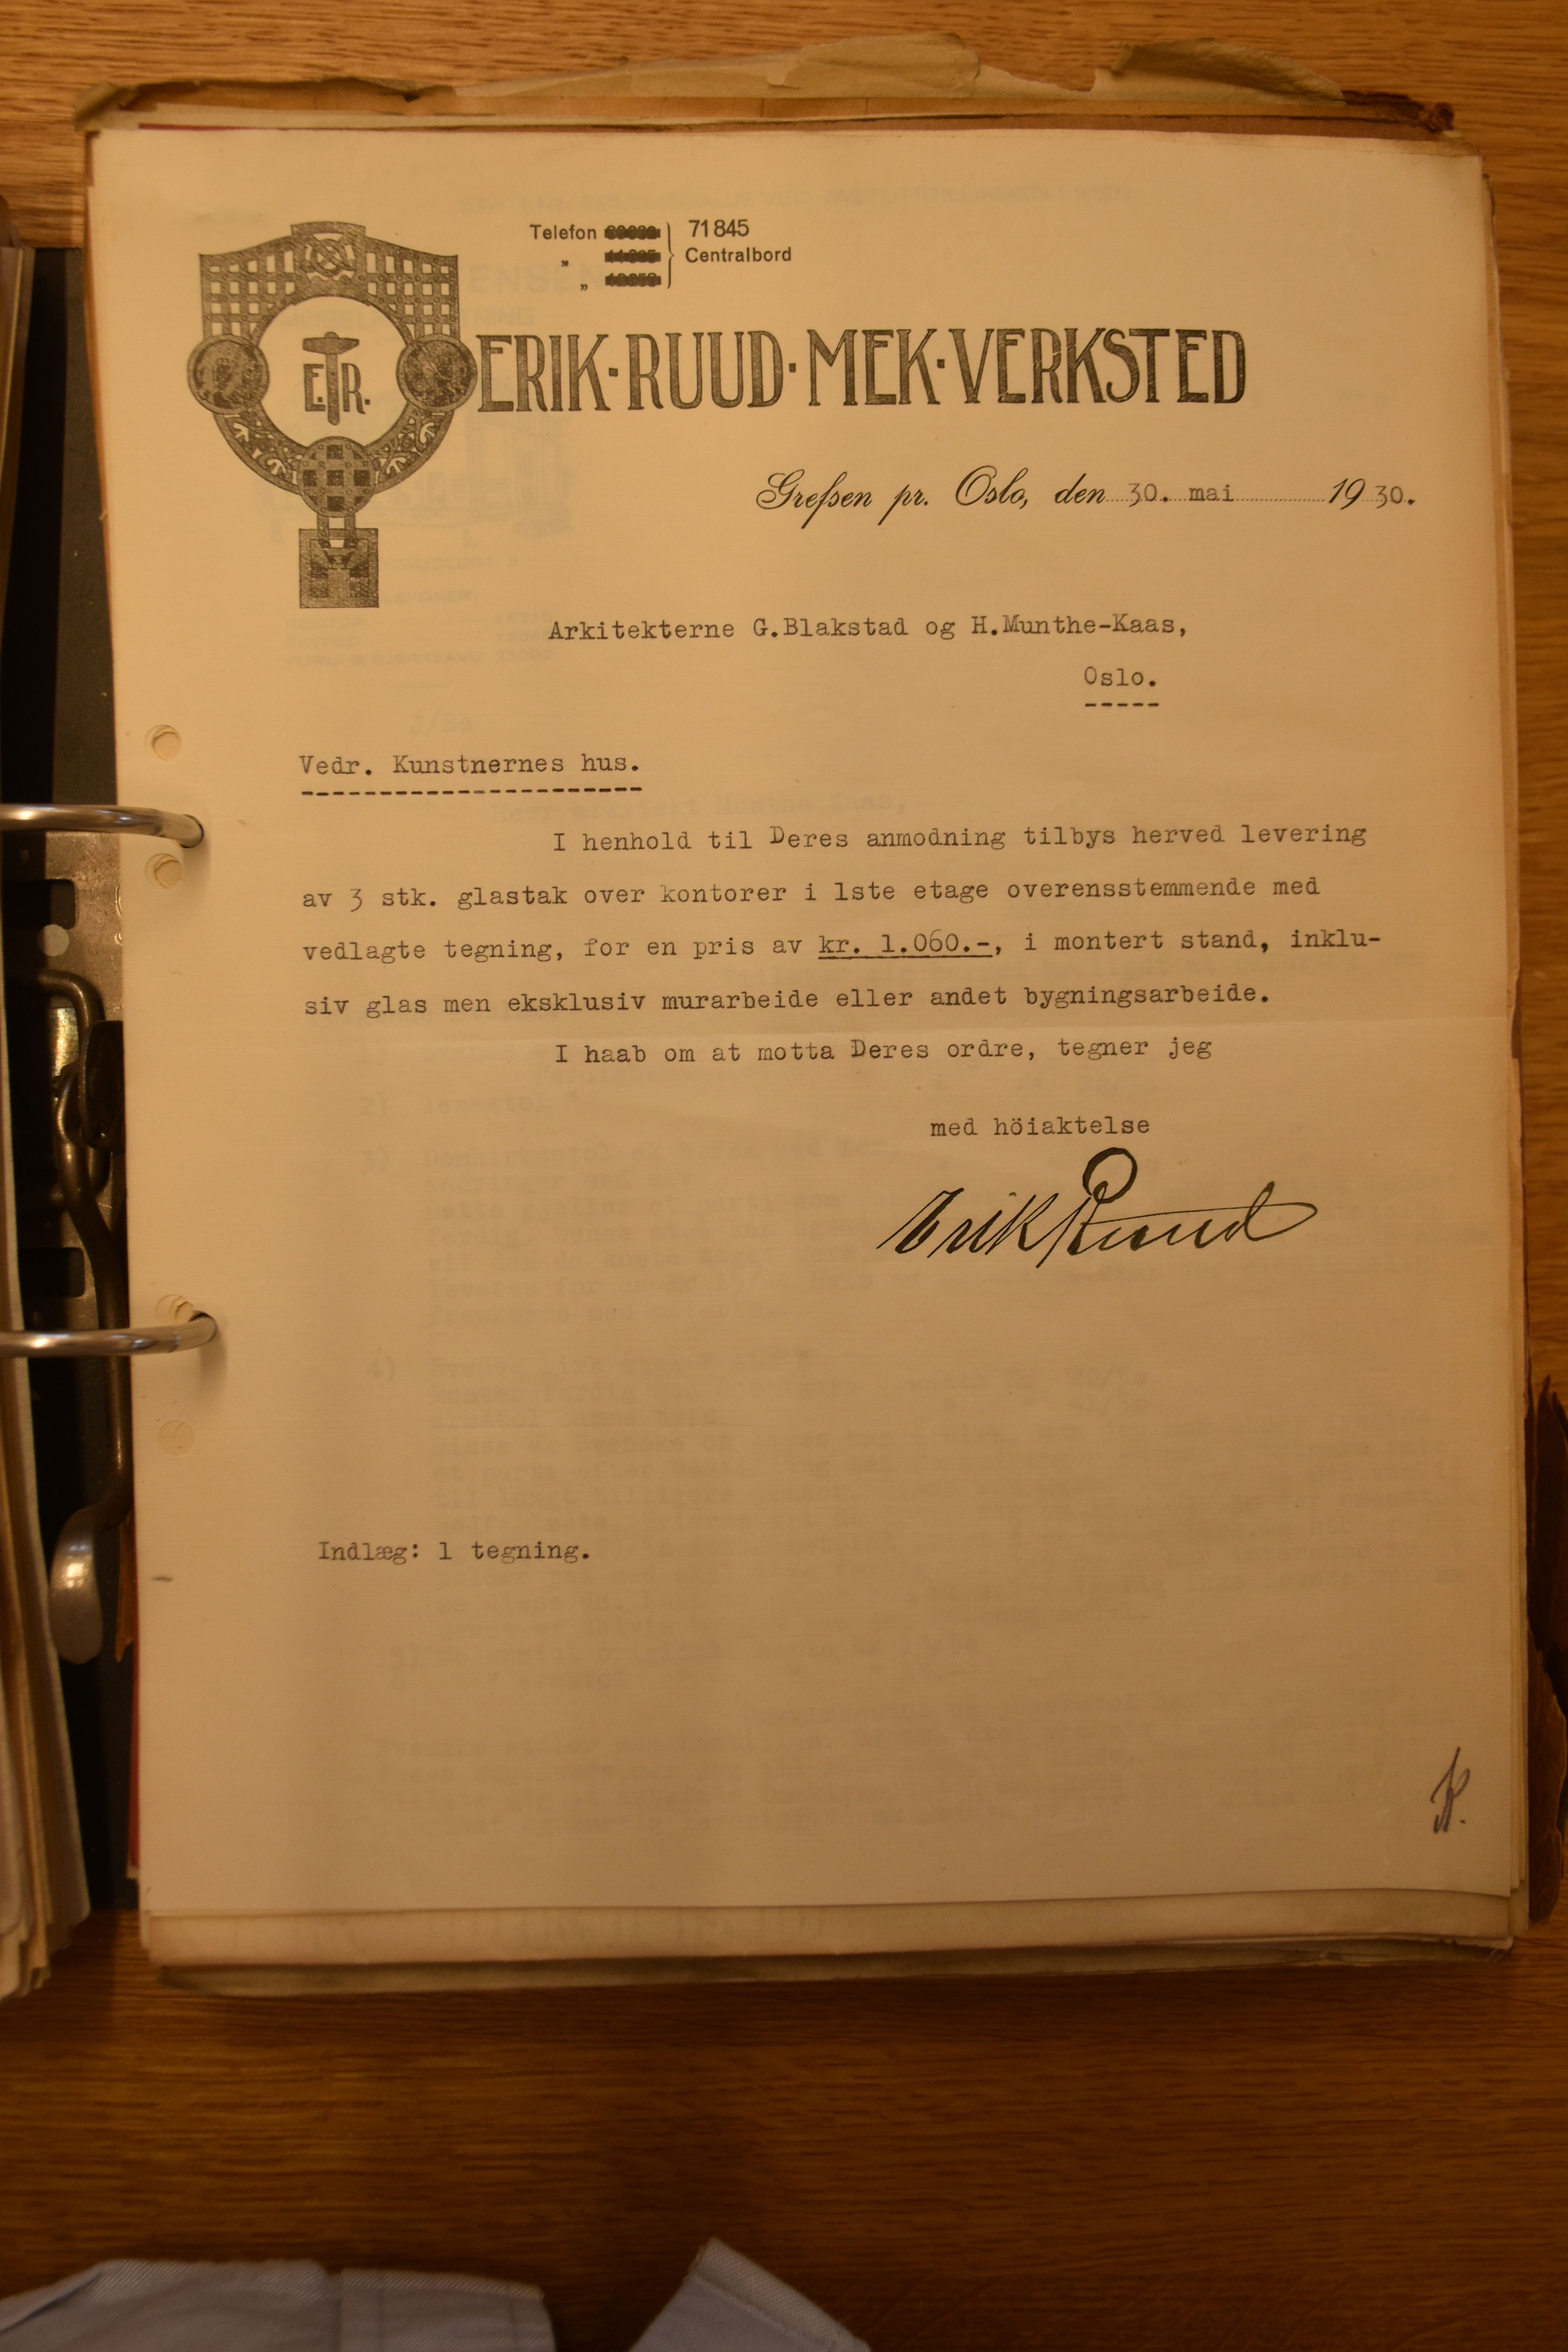 Telefon 71845
" Centralbord
"
E.T.R.
ERIK·RUUD·MEK·VERKSTED
Grefsen pr. Oslo, den 30. mai 1930.
Arkitekterne G.Blakstad og H.Munthe-Kaas,
Oslo.
Vedr. Kunstnernes hus.
I henhold til Deres anmodning tilbys herved levering
av 3 stk. glastak over kontorer i 1ste etage overensstemmende med
vedlagte tegning, for en pris av kr. 1.060.-, i montert stand, inklu-
siv glas men eksklusiv murarbeide eller andet bygningsarbeide.
I haab om at motta Deres ordre, tegner jeg
med höiaktelse
Erik Ruud
Indlæg: 1 tegning.
K.